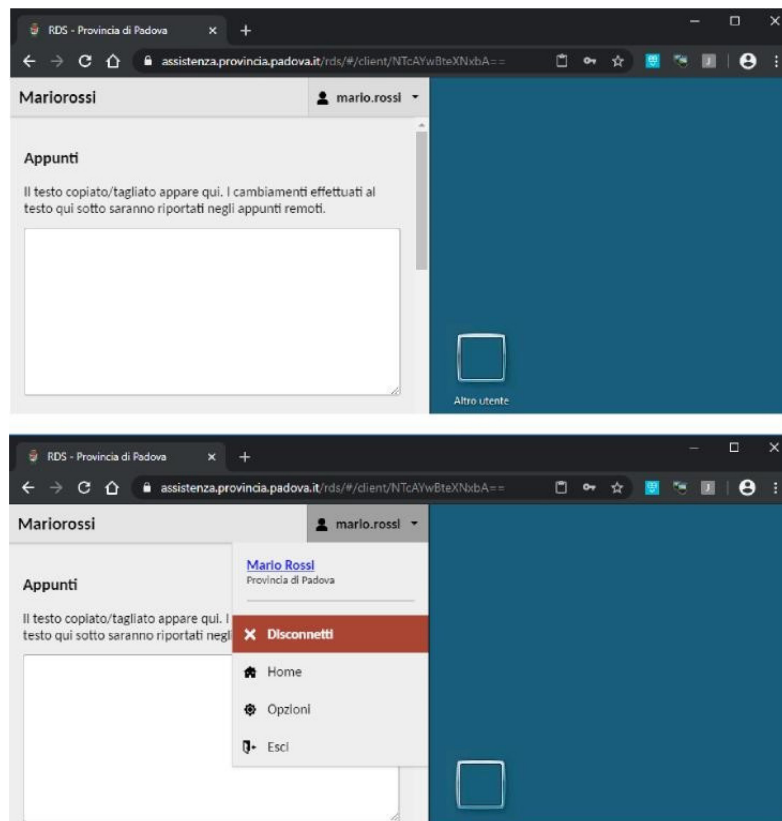 RDS - Provincia di Padova
assistenza.provincia.padova.it/rds/#/client/NTcAYwBteXNxbA==
Mariorossi
mario.rossi
Appunti
Il testo copiato/tagliato appare qui. I cambiamenti effettuati al
testo qui sotto saranno riportati negli appunti remoti.
Altro utente
RDS - Provincia di Padova
assistenza.provincia.padova.it/rds/#/client/NTcAYwBteXNxbA==
Mariorossi
mario.rossi
Mario Rossi
Provincia di Padova
Appunti
Il testo copiato/tagliato appare qui. I
testo qui sotto saranno riportati negli
Disconnetti
Home
Opzioni
Esci